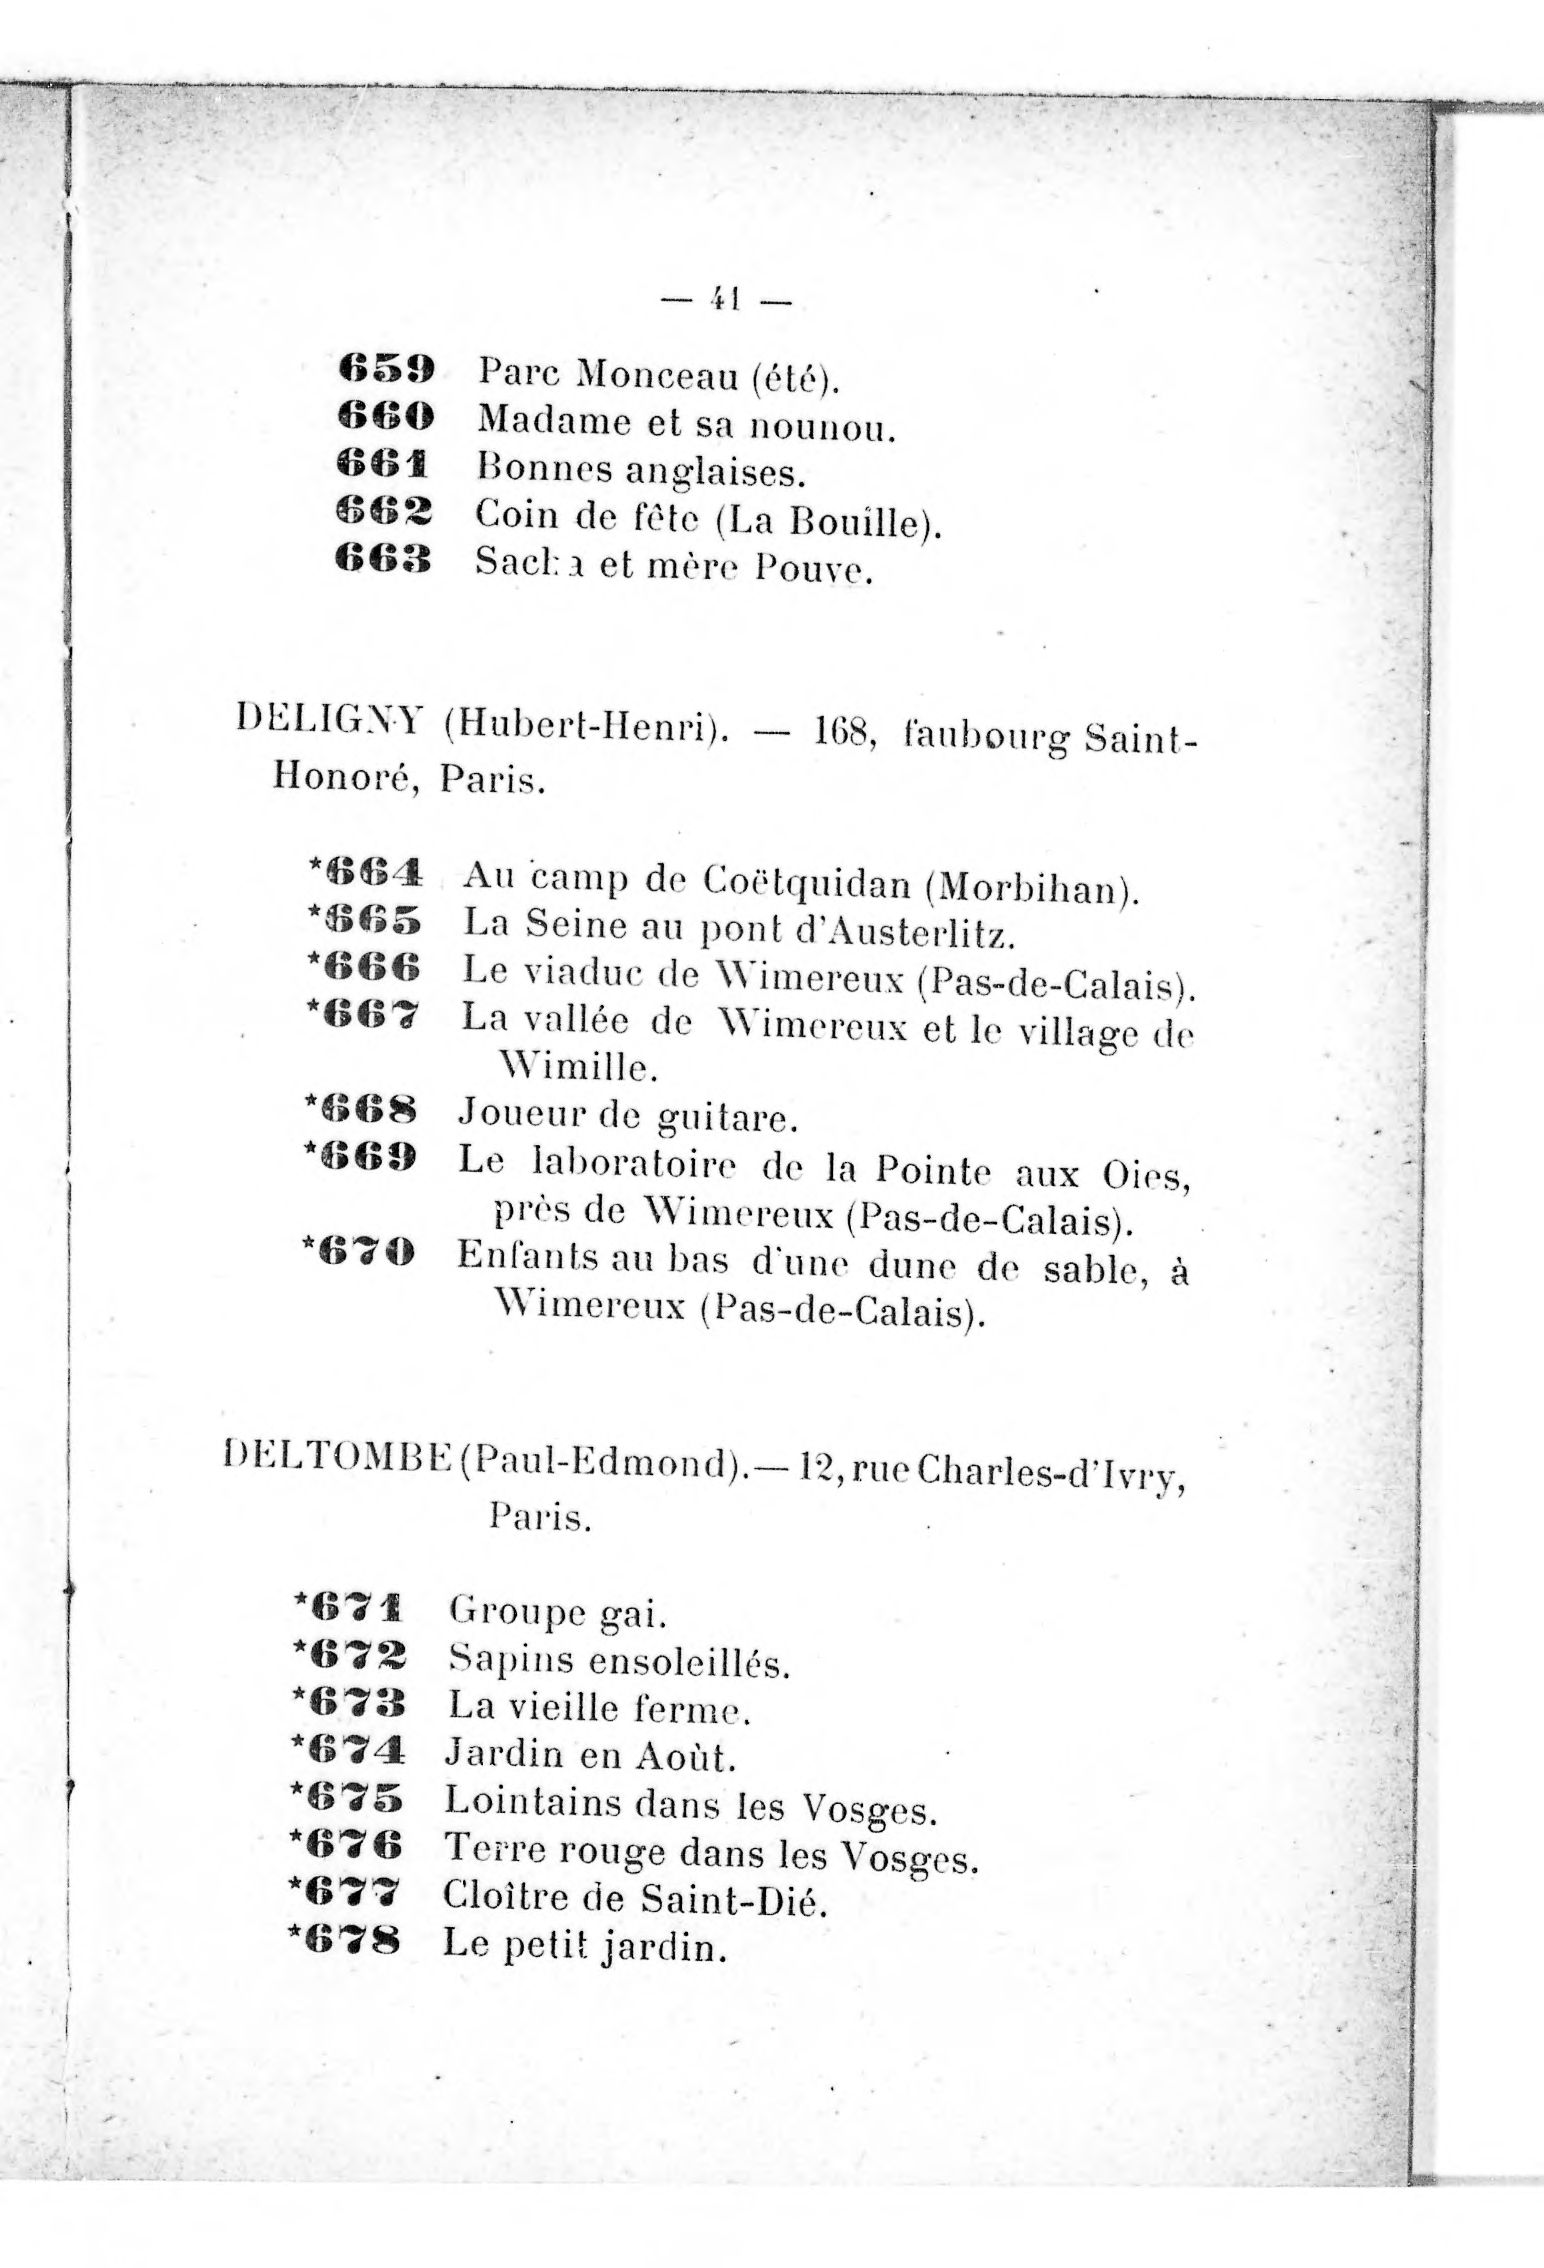 — 41 —
659 Parc Monceau (été).
660 Madame et sa nounou.
661 Bonnes anglaises.
662 Coin de fête (La Bouille).
663 Sacha et mère Pouve.
DELIGNY (Hubert-Henri). — 168, faubourg Saint-
Honoré, Paris.
*664 Au camp de Coëtquidan (Morbihan).
*665 La Seine au pont d'Austerlitz.
*666 Le viaduc de Wimereux (Pas-de-Calais).
*667 La vallée de Wimereux et le village de
Wimille.
*668 Joueur de guitare.
*669 Le laboratoire de la Pointe aux Oies,
près de Wimereux (Pas-de-Calais).
*670 Enfants au bas d'une dune de sable, à
Wimereux (Pas-de-Calais).
DELTOMBE (Paul-Edmond). — 12, rue Charles-d'Ivry,
Paris.
*671 Groupe gai.
*672 Sapins ensoleillés.
*673 La vieille ferme.
*674 Jardin en Août.
*675 Lointains dans les Vosges.
*676 Terre rouge dans les Vosges.
*677 Cloître de Saint-Dié.
*678 Le petit jardin.